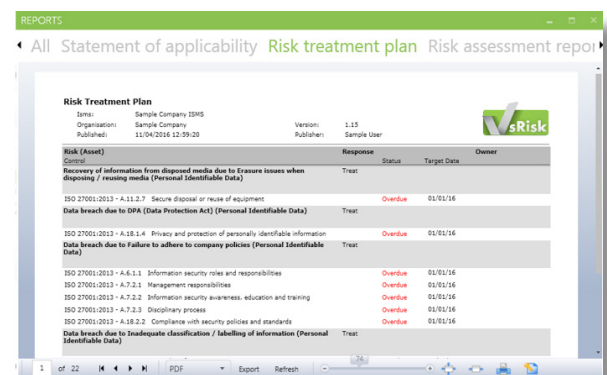 REPORTS
All Statement of applicability Risk treatment plan Risk assessment repor
Risk Treatment Plan
Isms: Sample Company ISMS
Organisation: Sample Company Version: 1.15
Published: 11/04/2016 12:59:20 Publisher: Sample User
VsRisk
Risk (Asset) Response Owner
Control Status Target Date
Recovery of information from disposed media due to Erasure issues when Treat
disposing / reusing media (Personal Identifiable Data)
ISO 27001:2013 - A.11.2.7 Secure disposal or reuse of equipment Overdue 01/01/16
Data breach due to DPA (Data Protection Act) (Personal Identifiable Data) Treat
ISO 27001:2013 - A.18.1.4 Privacy and protection of personally identifiable information Overdue 01/01/16
Data breach due to Failure to adhere to company policies (Personal Identifiable Treat
Data)
ISO 27001:2013 - A.6.1.1 Information security roles and responsibilities Overdue 01/01/16
ISO 27001:2013 - A.7.2.1 Management responsibilities Overdue 01/01/16
ISO 27001:2013 - A.7.2.2 Information security awareness, education and training Overdue 01/01/16
ISO 27001:2013 - A.7.2.3 Disciplinary process Overdue 01/01/16
ISO 27001:2013 - A.18.2.2 Compliance with security policies and standards Overdue 01/01/16
Data breach due to Inadequate classification / labelling of information (Personal Treat
Identifiable Data)
74
1 of 22 PDF Export Refresh